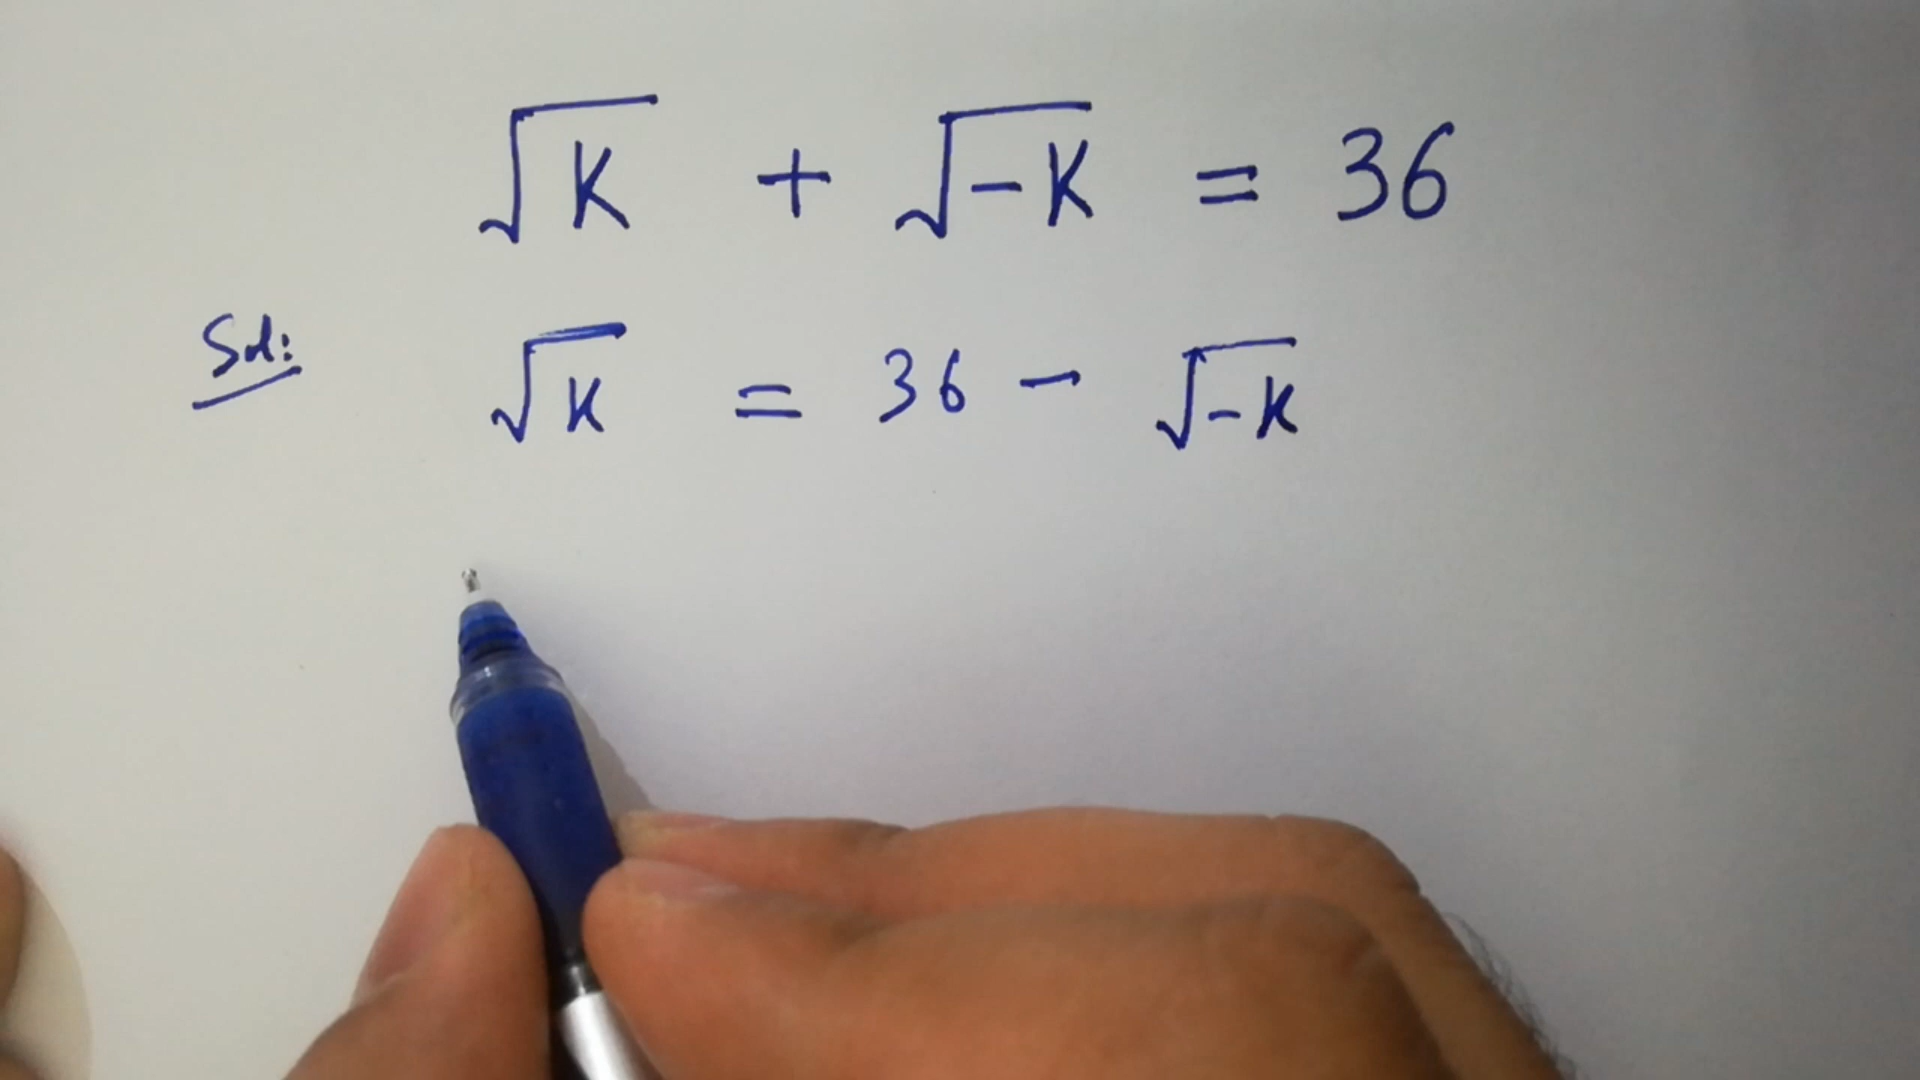 √K + √-K = 36
Sol:
√K = 36 - √-K